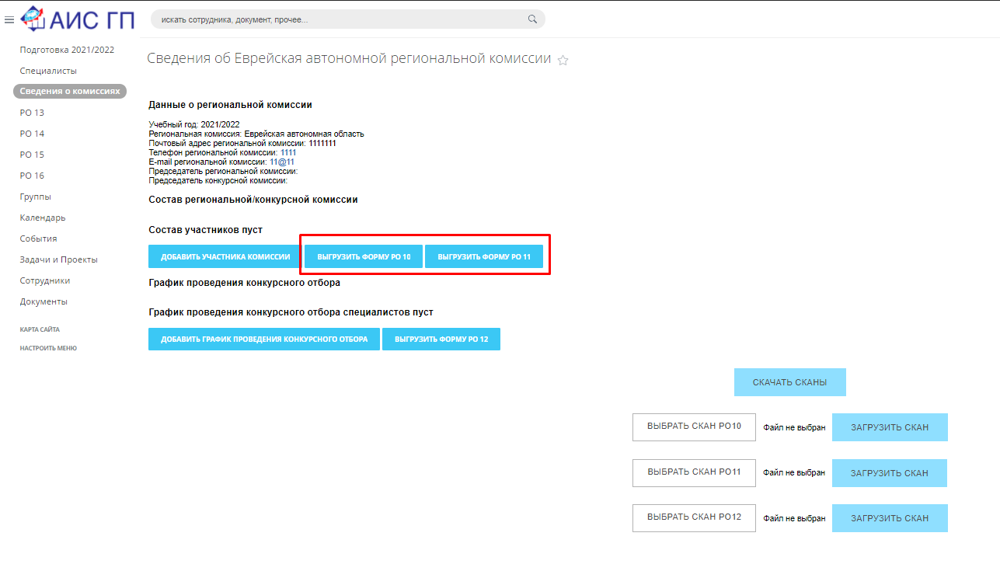 АИС ГП
искать сотрудника, документ, прочее...
Подготовка 2021/2022
Специалисты
Сведения о комиссиях
РО 13
РО 14
РО 15
РО 16
Группы
Календарь
События
Задачи и Проекты
Сотрудники
Документы
КАРТА САЙТА
НАСТРОИТЬ МЕНЮ
Сведения об Еврейская автономной региональной комиссии
Данные о региональной комиссии
Учебный год: 2021/2022
Региональная комиссия: Еврейская автономная область
Почтовый адрес региональной комиссии: 1111111
Телефон региональной комиссии: 1111
E-mail региональной комиссии: 11@11
Председатель региональной комиссии:
Председатель конкурсной комиссии:
Состав региональной/конкурсной комиссии
Состав участников пуст
ДОБАВИТЬ УЧАСТНИКА КОМИССИИ ВЫГРУЗИТЬ ФОРМУ РО 10 ВЫГРУЗИТЬ ФОРМУ РО 11
График проведения конкурсного отбора
График проведения конкурсного отбора специалистов пуст
ДОБАВИТЬ ГРАФИК ПРОВЕДЕНИЯ КОНКУРСНОГО ОТБОРА ВЫГРУЗИТЬ ФОРМУ РО 12
СКАЧАТЬ СКАНЫ
ВЫБРАТЬ СКАН РО10 Файл не выбран ЗАГРУЗИТЬ СКАН
ВЫБРАТЬ СКАН РО11 Файл не выбран ЗАГРУЗИТЬ СКАН
ВЫБРАТЬ СКАН РО12 Файл не выбран ЗАГРУЗИТЬ СКАН